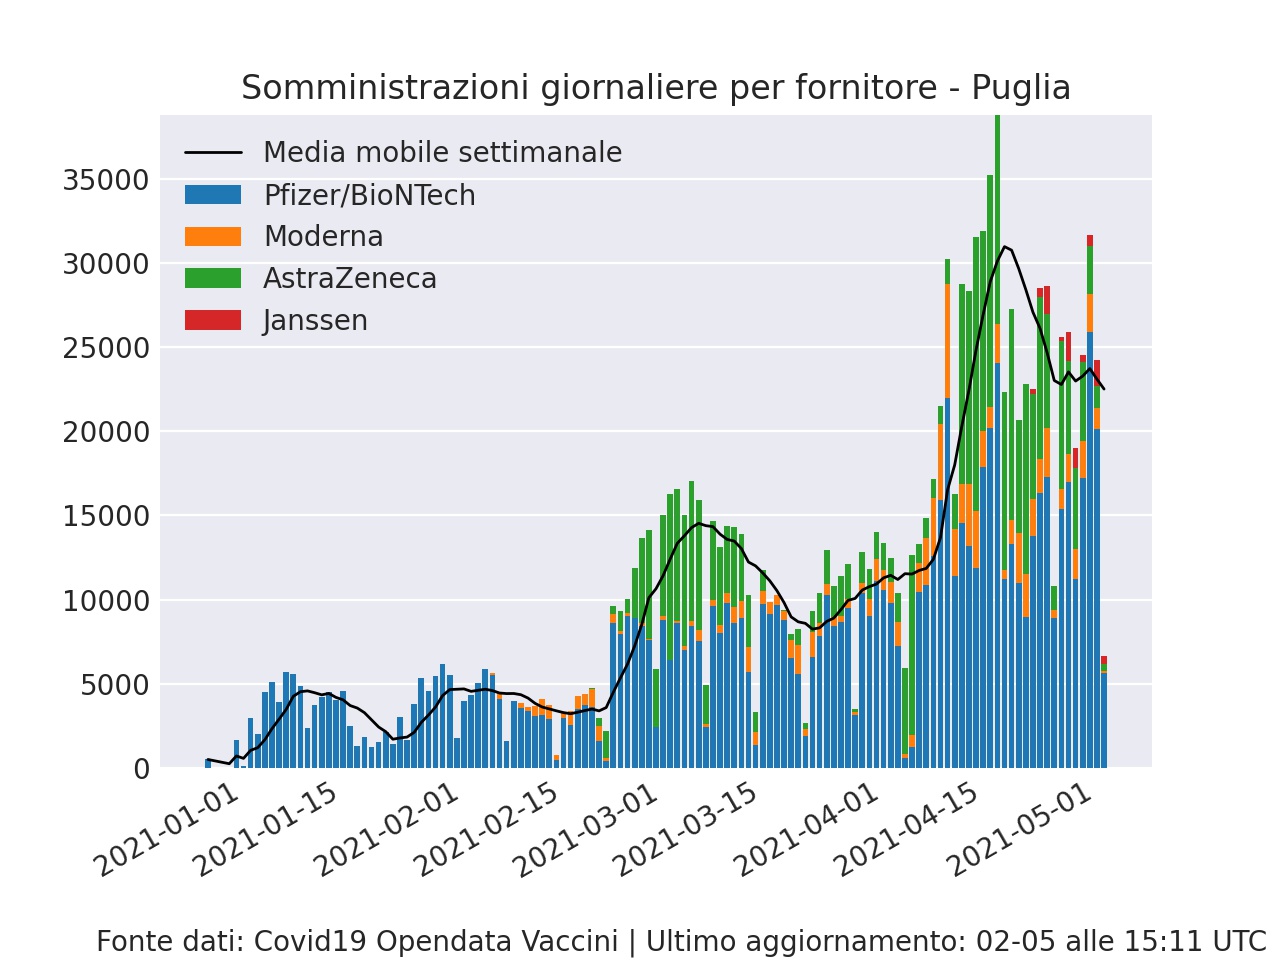 Somministrazioni giornaliere per fornitore - Puglia
Media mobile settimanale
Pfizer/BioNTech
Moderna
AstraZeneca
Janssen
35000
30000
25000
20000
15000
10000
5000
0
2021-01-01
2021-01-15
2021-02-01
2021-02-15
2021-03-01
2021-03-15
2021-04-01
2021-04-15
2021-05-01
Fonte dati: Covid19 Opendata Vaccini | Ultimo aggiornamento: 02-05 alle 15:11 UTC